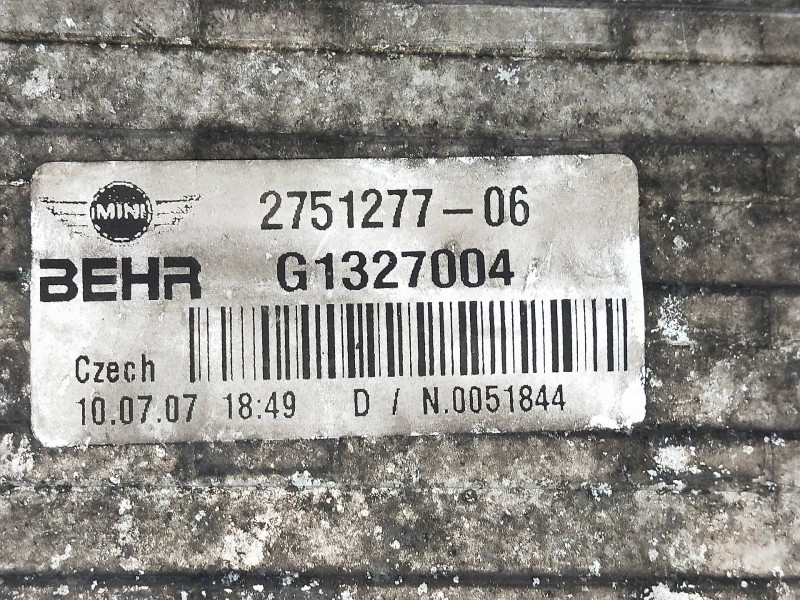 MINI
2751277-06
BEHR
G1327004
Czech
10.07.07 18:49 D / N.0051844